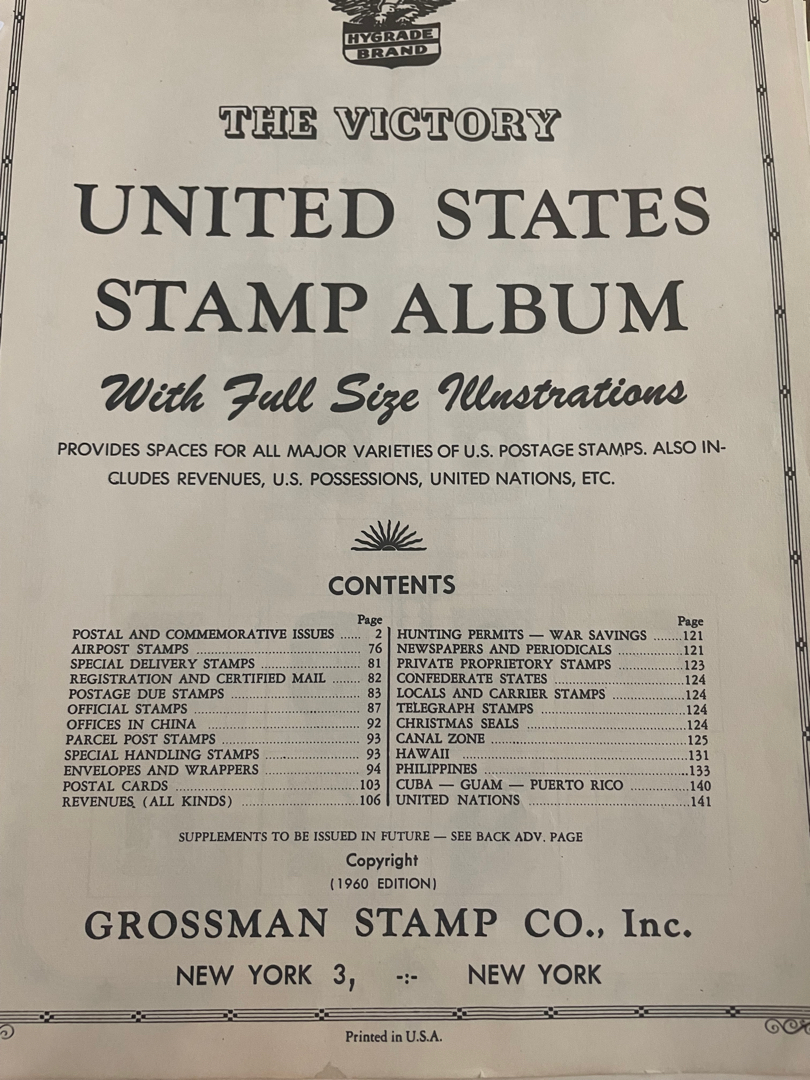 HYGRADE
BRAND
THE VICTORY
UNITED STATES
STAMP ALBUM
With Full Size Illnstrations
PROVIDES SPACES FOR ALL MAJOR VARIETIES OF U.S. POSTAGE STAMPS. ALSO IN-
CLUDES REVENUES, U.S. POSSESSIONS, UNITED NATIONS, ETC.
CONTENTS
Page
POSTAL AND COMMEMORATIVE ISSUES ...... 2
AIRPOST STAMPS ........................................ 76
SPECIAL DELIVERY STAMPS ....................... 81
REGISTRATION AND CERTIFIED MAIL ....... 82
POSTAGE DUE STAMPS .............................. 83
OFFICIAL STAMPS ....................................... 87
OFFICES IN CHINA ..................................... 92
PARCEL POST STAMPS ................................ 93
SPECIAL HANDLING STAMPS ...................... 93
ENVELOPES AND WRAPPERS ...................... 94
POSTAL CARDS ..........................................103
REVENUES (ALL KINDS) ............................106
Page
HUNTING PERMITS — WAR SAVINGS .......121
NEWSPAPERS AND PERIODICALS ...............121
PRIVATE PROPRIETORY STAMPS ...............123
CONFEDERATE STATES ...............................124
LOCALS AND CARRIER STAMPS .................124
TELEGRAPH STAMPS ..................................124
CHRISTMAS SEALS ......................................124
CANAL ZONE .............................................125
HAWAII .....................................................131
PHILIPPINES ...............................................133
CUBA — GUAM — PUERTO RICO .............140
UNITED NATIONS .....................................141
SUPPLEMENTS TO BE ISSUED IN FUTURE — SEE BACK ADV. PAGE
Copyright
(1960 EDITION)
GROSSMAN STAMP CO., Inc.
NEW YORK 3, -:- NEW YORK
Printed in U.S.A.